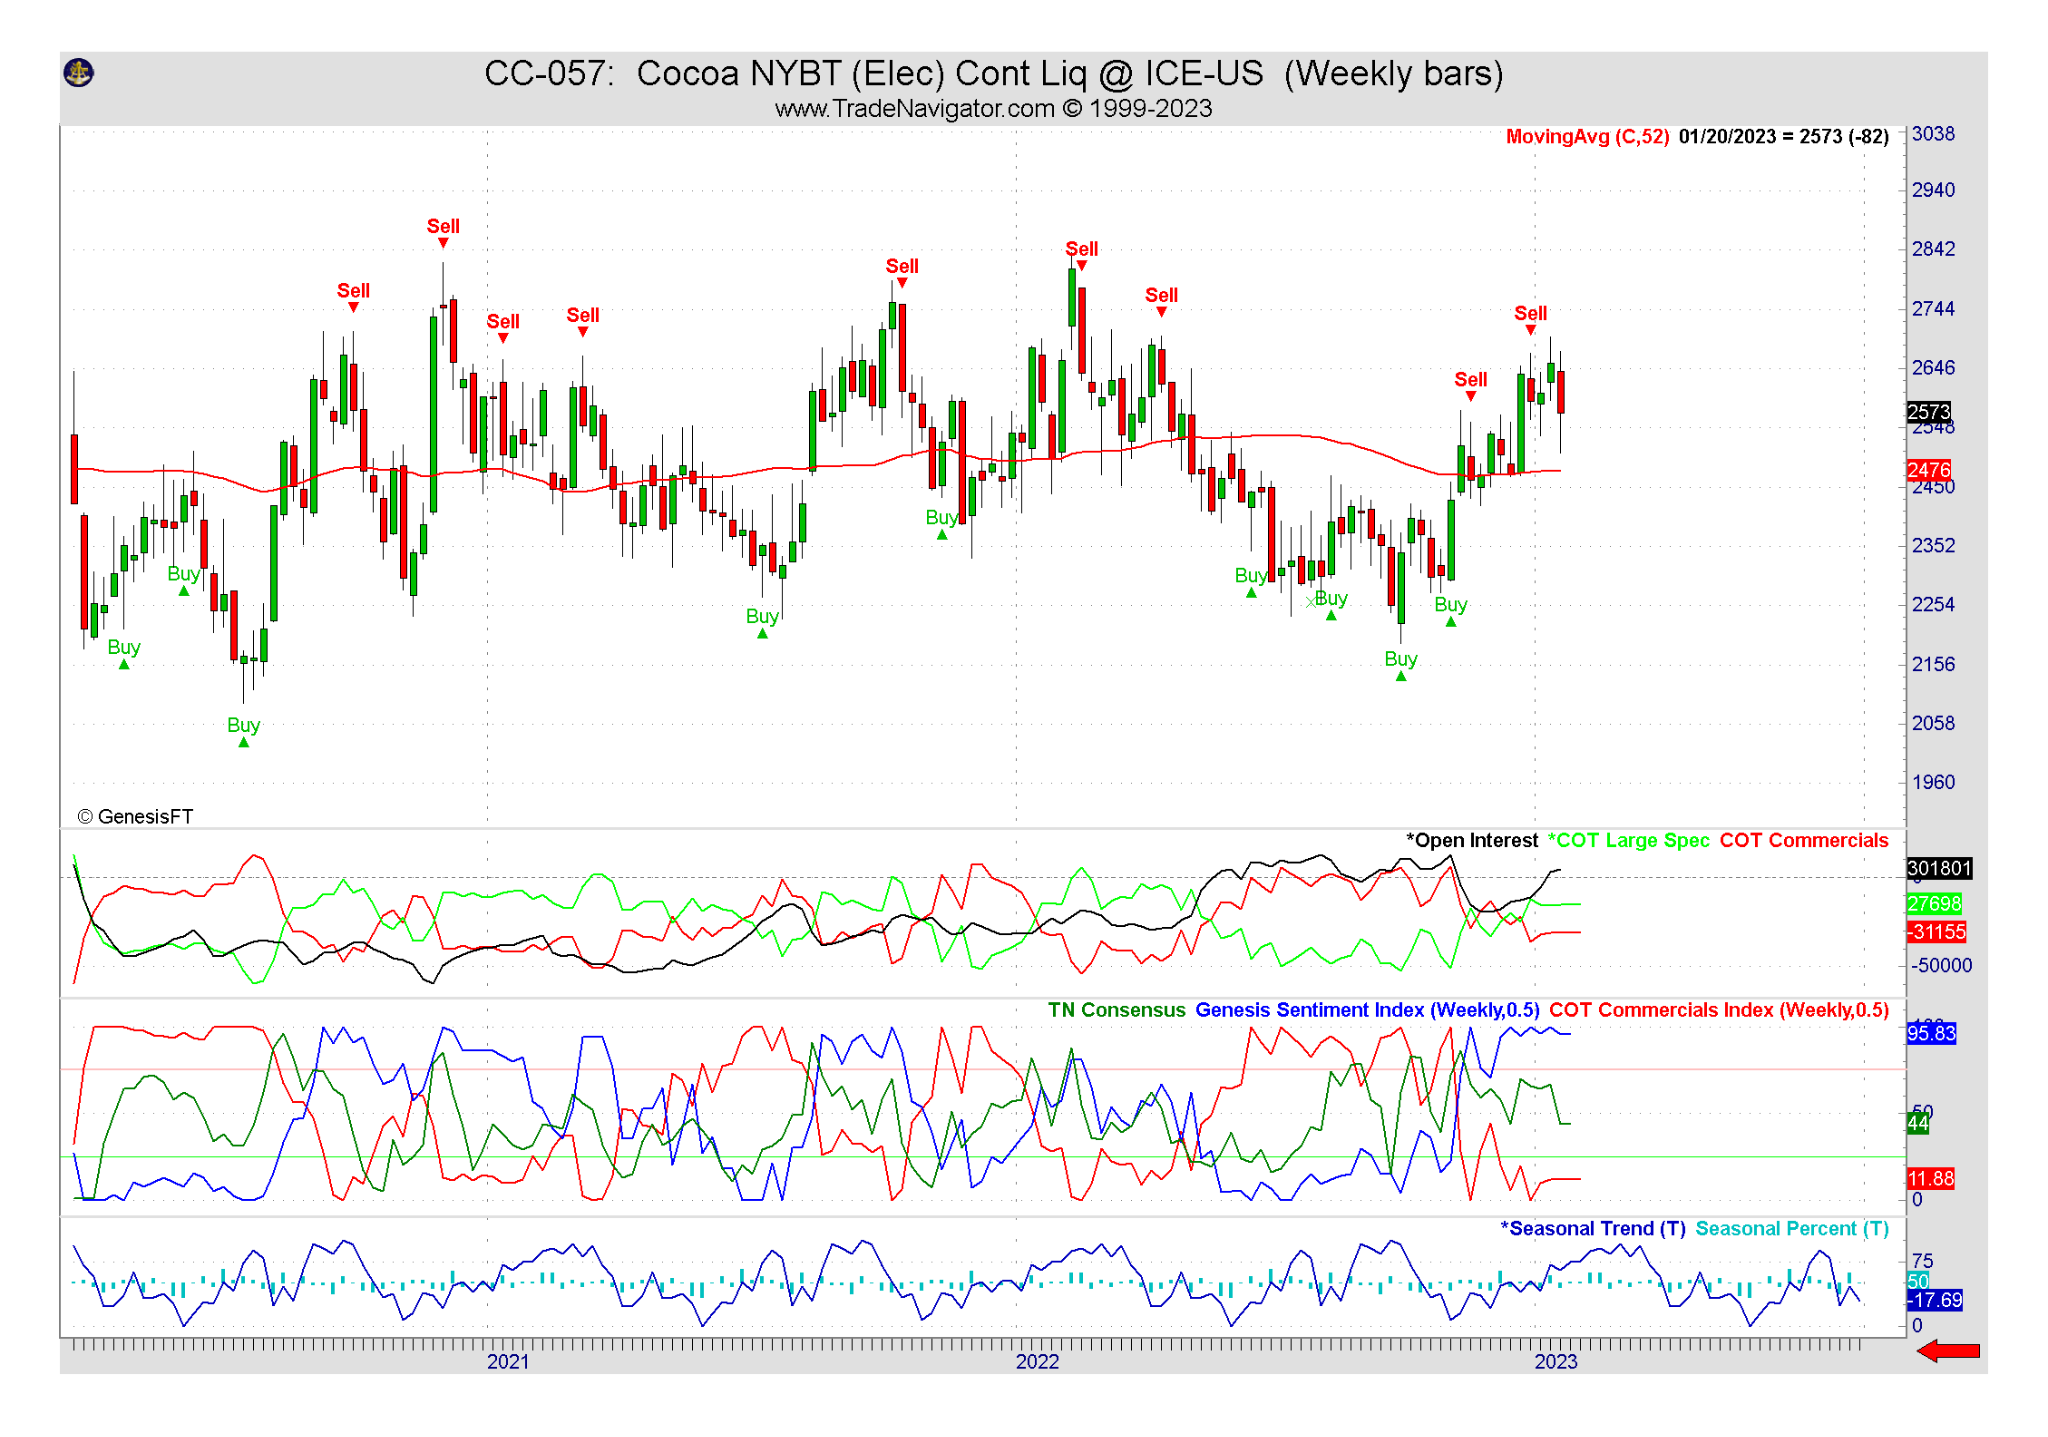 CC-057:  Cocoa NYBT (Elec) Cont Liq @ ICE-US  (Weekly bars)
www.TradeNavigator.com © 1999-2023
MovingAvg (C,52) 01/20/2023 = 2573 (-82)
3038
2940
Sell
2842
Sell
Sell
Sell
2744
Sell
Sell
Sell
Sell
2646
Sell
2573
2548
2476
2450
Buy
2352
Buy
Buy
Buy
2254
Buy
Buy
Buy
Buy
2156
Buy
2058
1960
© GenesisFT
*Open Interest *COT Large Spec COT Commercials
301801
0
27698
-31155
-50000
TN Consensus Genesis Sentiment Index (Weekly,0.5) COT Commercials Index (Weekly,0.5)
95.83
50
44
11.88
0
*Seasonal Trend (T) Seasonal Percent (T)
75
50
-17.69
0
2021 2022 2023